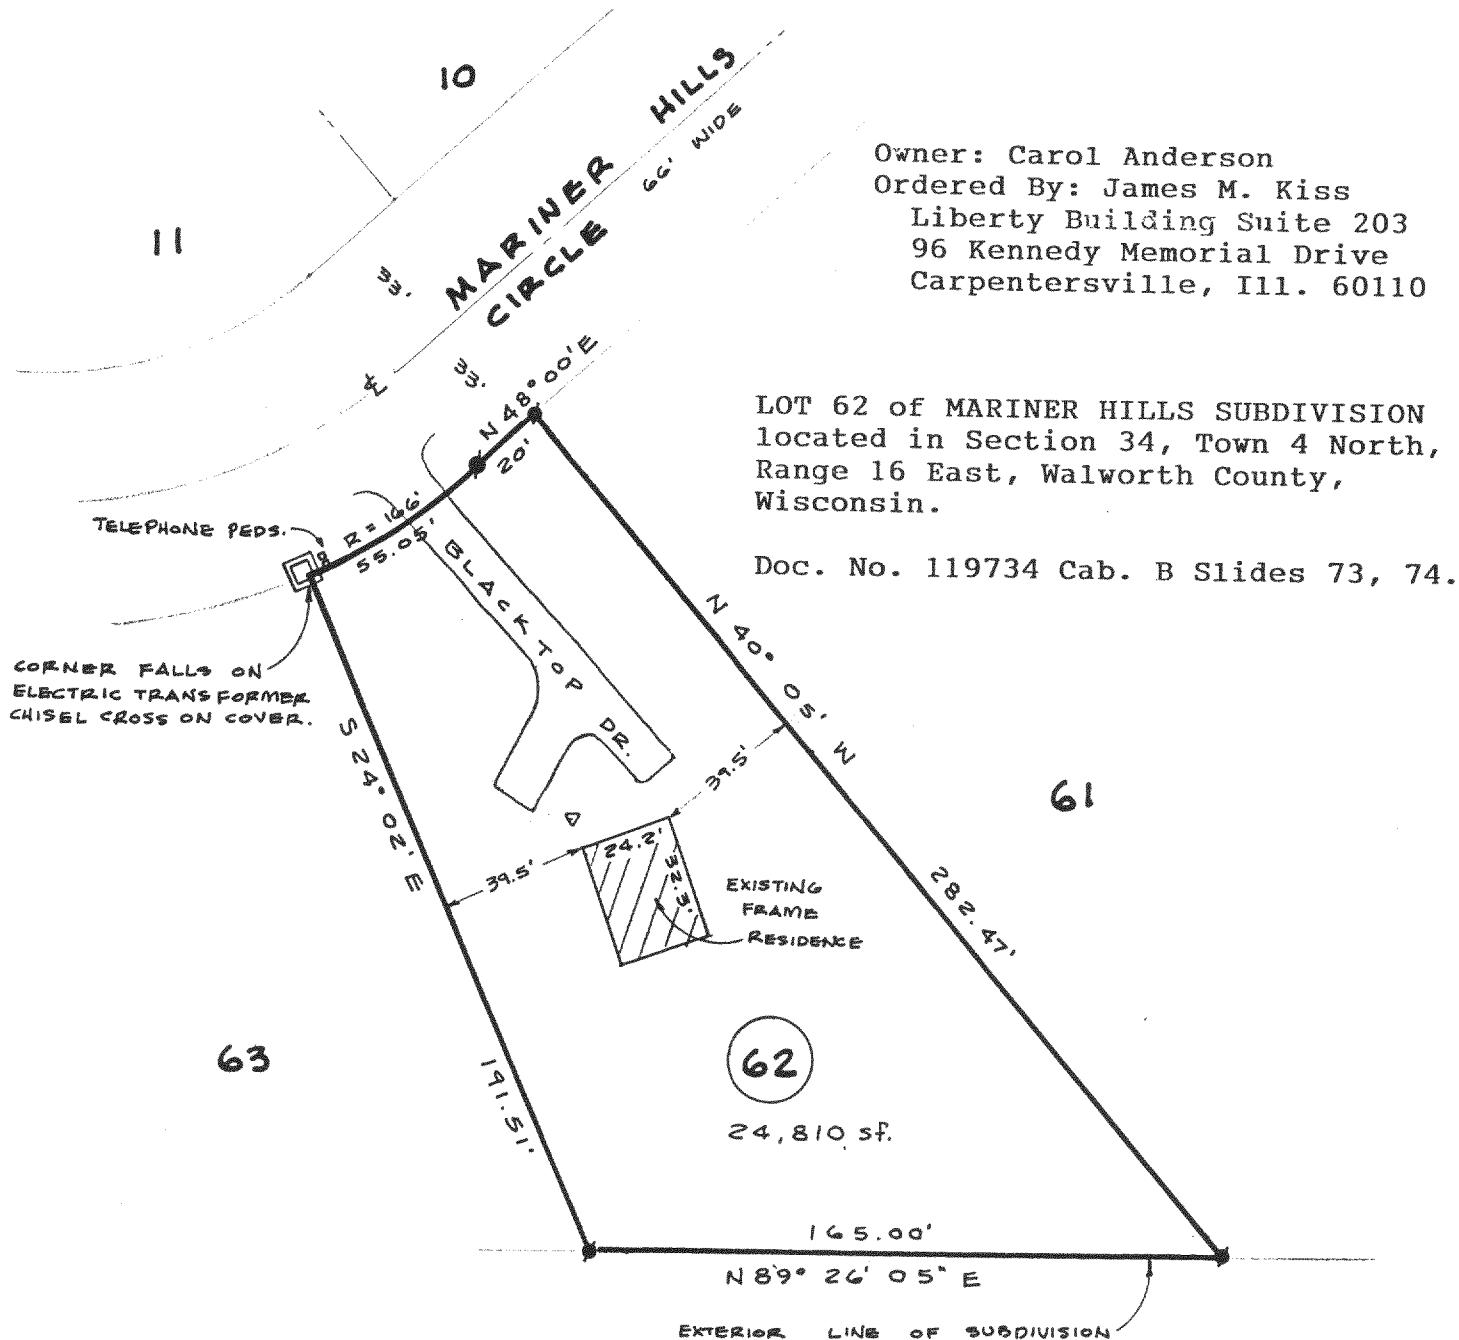 10
11
MARINER HILLS
CIRCLE
66' WIDE
33'
33'
Owner: Carol Anderson
Ordered By: James M. Kiss
Liberty Building Suite 203
96 Kennedy Memorial Drive
Carpentersville, Ill. 60110
LOT 62 of MARINER HILLS SUBDIVISION
located in Section 34, Town 4 North,
Range 16 East, Walworth County,
Wisconsin.
Doc. No. 119734 Cab. B Slides 73, 74.
N 48° 00' E
20'
R = 166'
55.05'
TELEPHONE PEDS.
CORNER FALLS ON
ELECTRIC TRANSFORMER
CHISEL CROSS ON COVER.
BLACKTOP DR.
N 40° 05' W
282.47'
S 24° 02' E
191.51'
39.5'
39.5'
24.2'
32.3'
EXISTING
FRAME
RESIDENCE
61
63
62
24,810 sf.
165.00'
N 89° 26' 05" E
EXTERIOR LINE OF SUBDIVISION